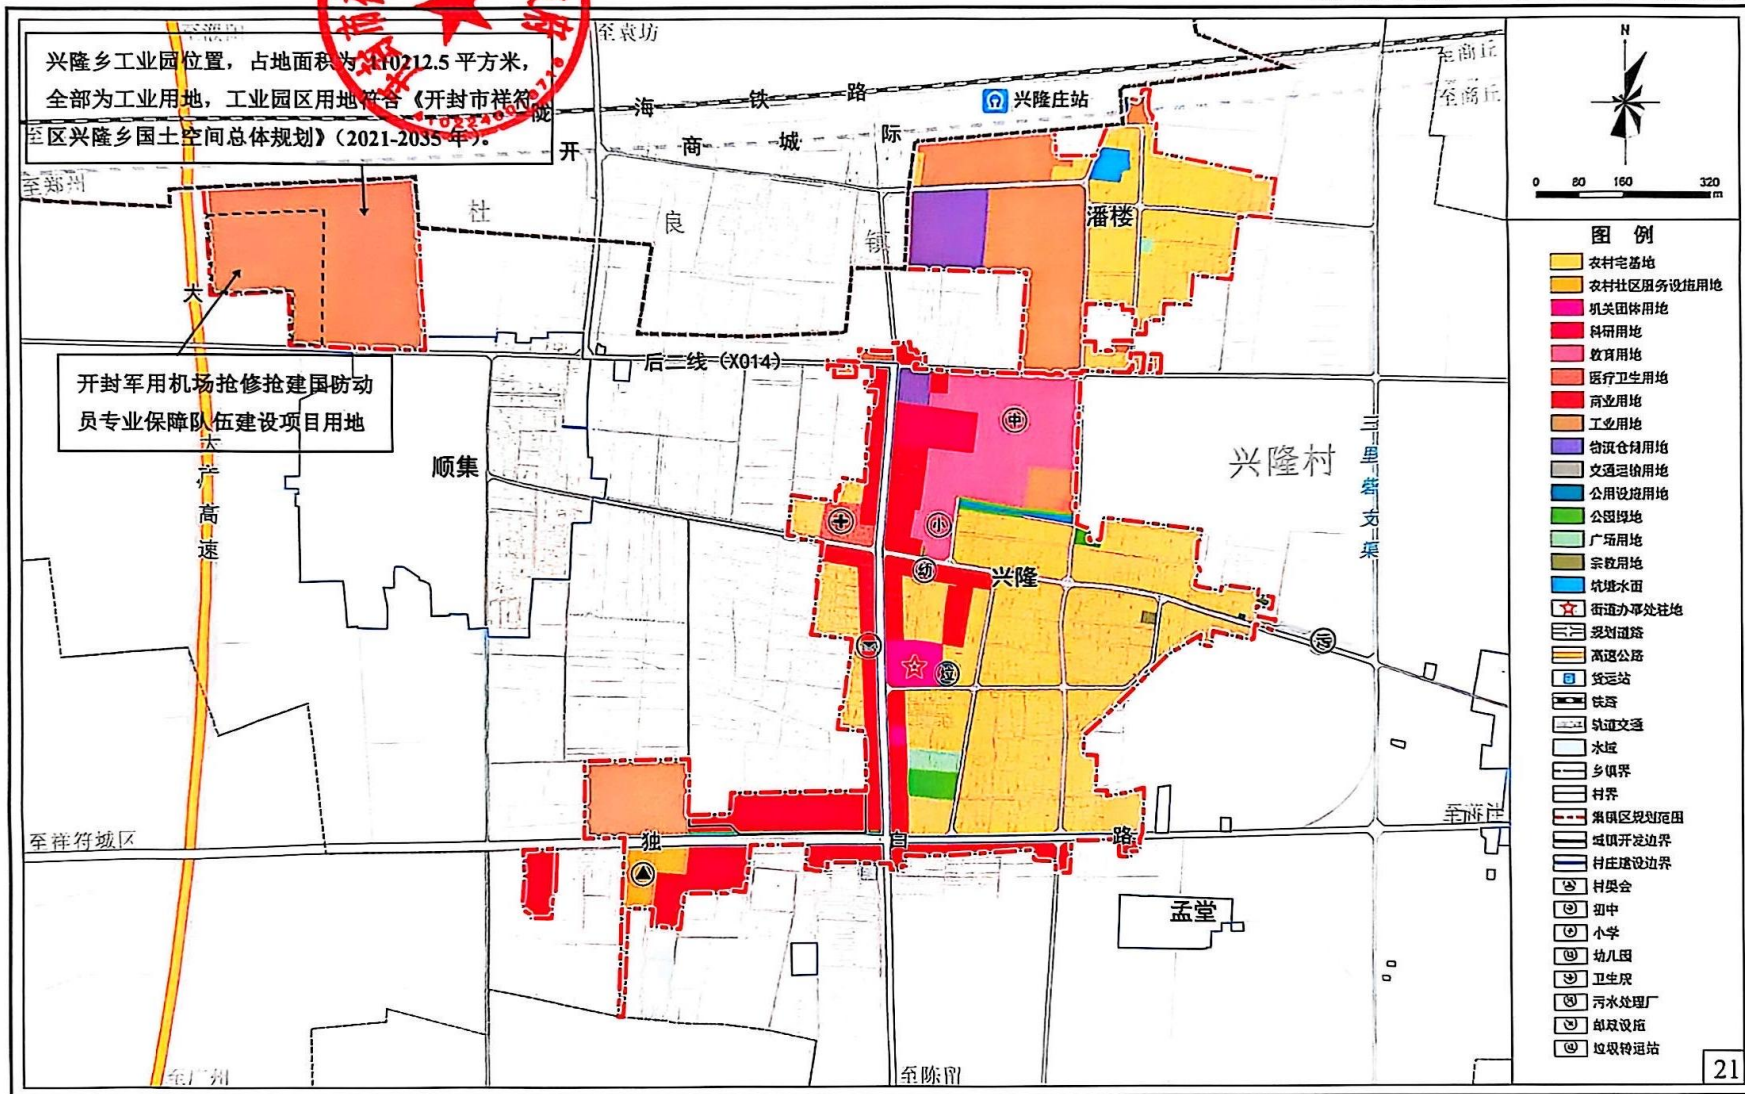 兴隆乡工业园位置，占地面积为 110212.5 平方米，
全部为工业用地，工业园区用地符合《开封市祥符
区兴隆乡国土空间总体规划》（2021-2035 年）。
开封军用机场抢修抢建国防动
员专业保障队伍建设项目用地
至袁坊
至商丘
至商丘
陇海铁路
兴隆庄站
开商城际
至郑州
杜良镇
潘楼
大广高速
后二线（X014）
顺集
兴隆村
兴隆
至祥符城区
路
孟堂
至广州
至陈留
N
0 80 160 320
m
图例
农村宅基地
农村社区服务设施用地
机关团体用地
科研用地
教育用地
医疗卫生用地
商业用地
工业用地
物流仓储用地
交通运输用地
公用设施用地
公园绿地
广场用地
宗教用地
坑塘水面
街道办事处驻地
规划道路
高速公路
货运站
铁路
轨道交通
水域
乡镇界
村界
集镇区规划范围
城镇开发边界
村庄建设边界
村委会
初中
小学
幼儿园
卫生院
污水处理厂
邮政设施
垃圾转运站
中
小
幼
垃
污
21